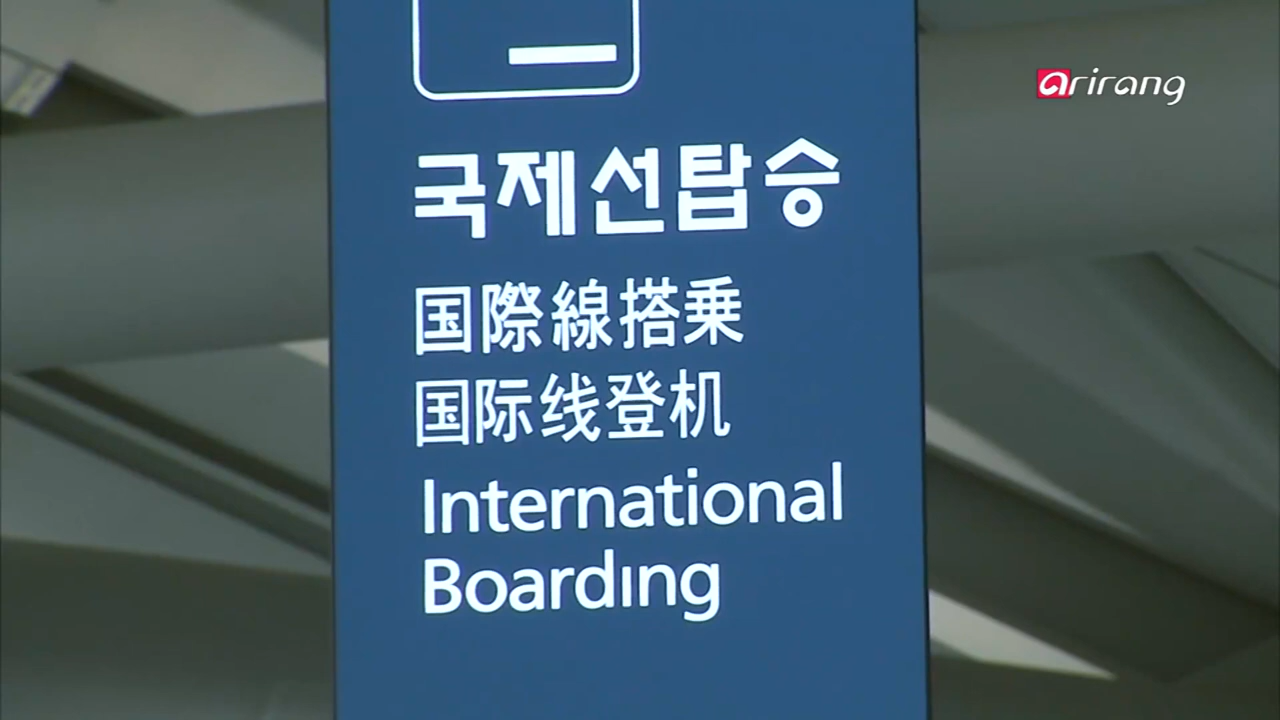 arirang
국제선탑승
国際線搭乗
国际线登机
International
Boarding